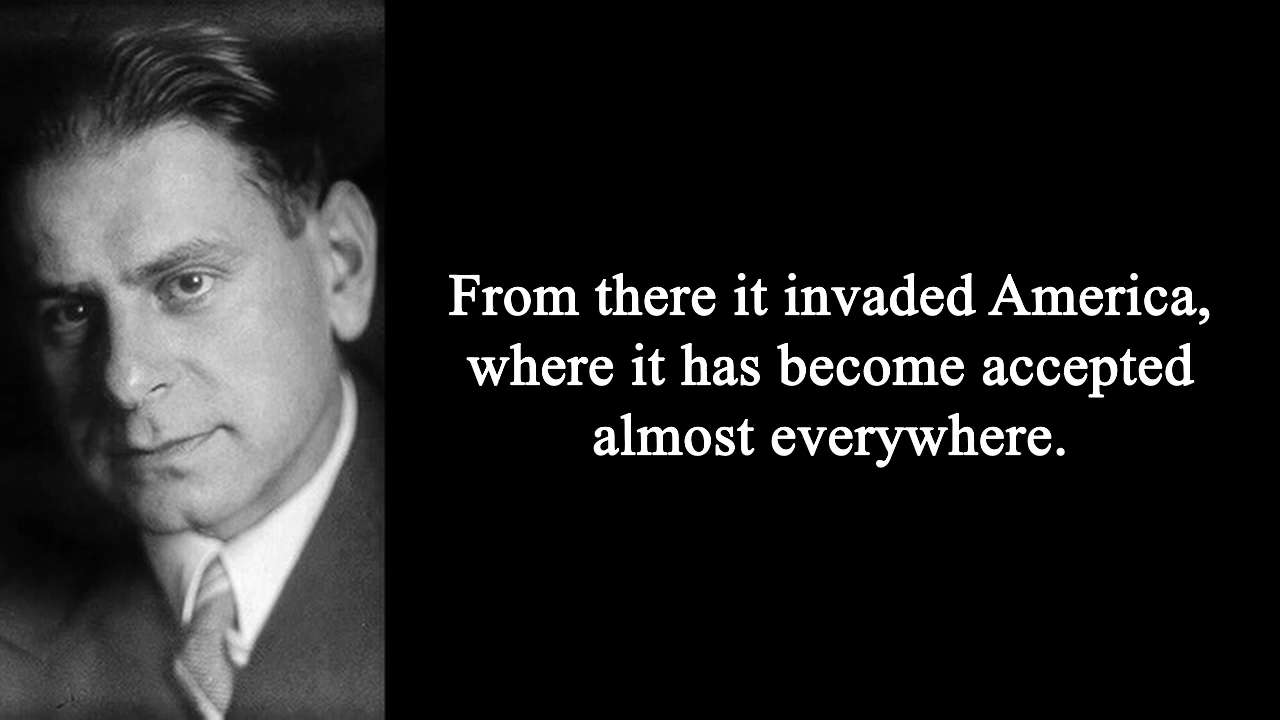 From there it invaded America,
where it has become accepted
almost everywhere.